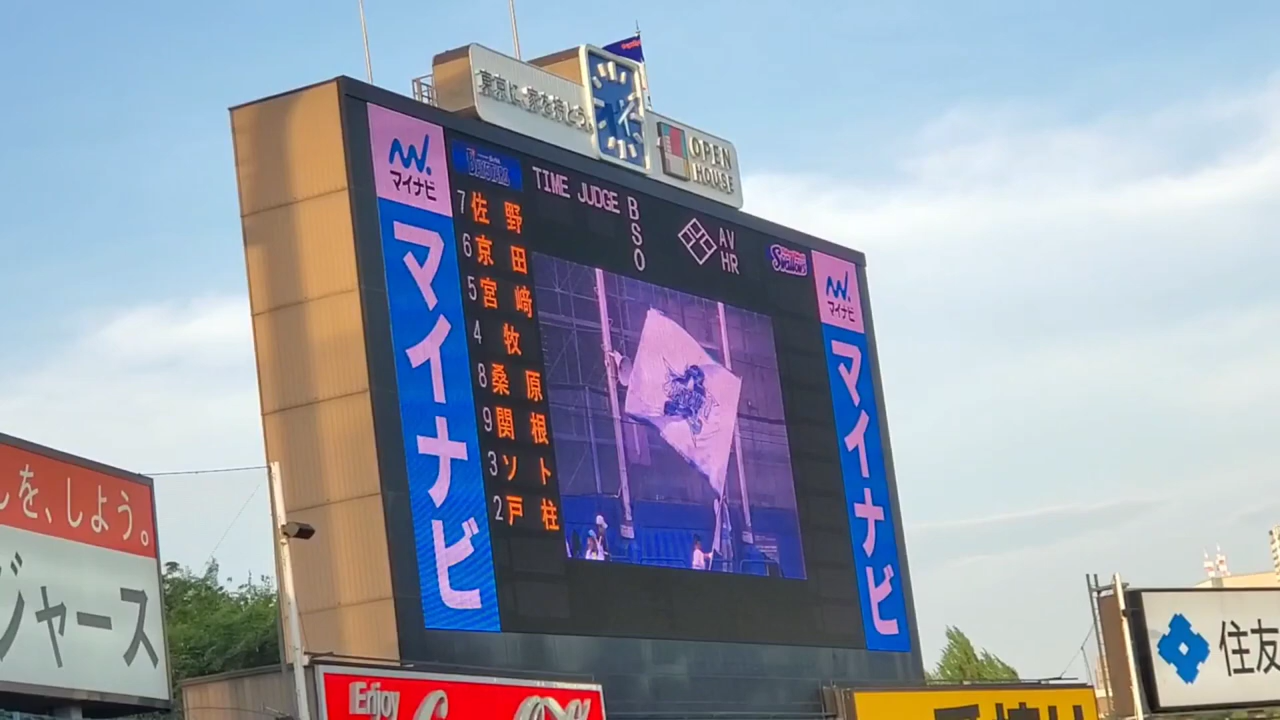 東京に、家を持とう。
OPEN
HOUSE
マイナビ
マイナビ
BAYSTARS
TIME JUDGE
B
S
O
AV
HR
Swallows
マイナビ
マイナビ
7佐野
6京田
5宮﨑
4牧
8桑原
9関根
3ソト
2戸柱
を、しよう。
ジャース
Enjoy
住友